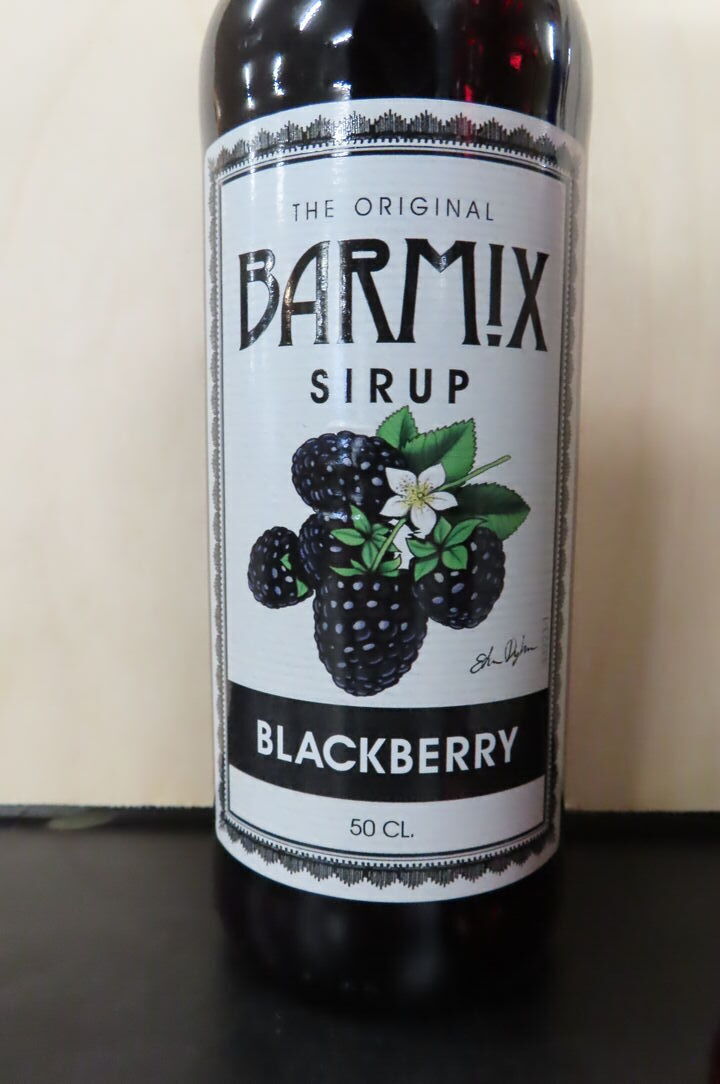 THE ORIGINAL
BARM!X
SIRUP
BLACKBERRY
50 CL.